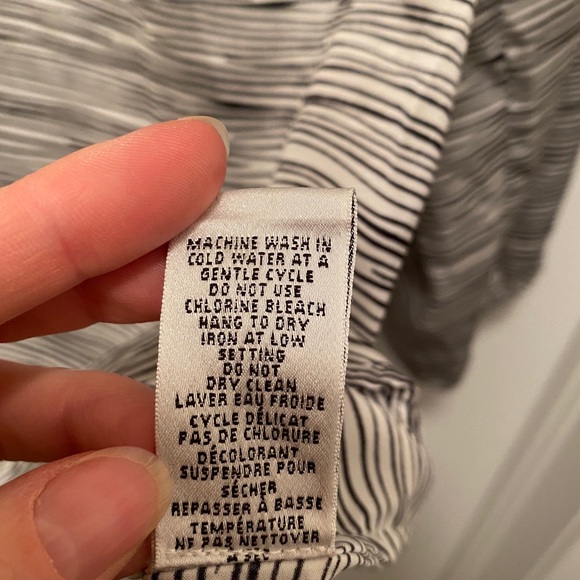 MACHINE WASH IN
COLD WATER AT A
GENTLE CYCLE
DO NOT USE
CHLORINE BLEACH
HANG TO DRY
IRON AT LOW
SETTING
DO NOT
DRY CLEAN
LAVER EAU FROIDE
CYCLE DÉLICAT
PAS DE CHLORURE
DÉCOLORANT
SUSPENDRE POUR
SÉCHER
REPASSER À BASSE
TEMPÉRATURE
NE PAS NETTOYER
À SEC